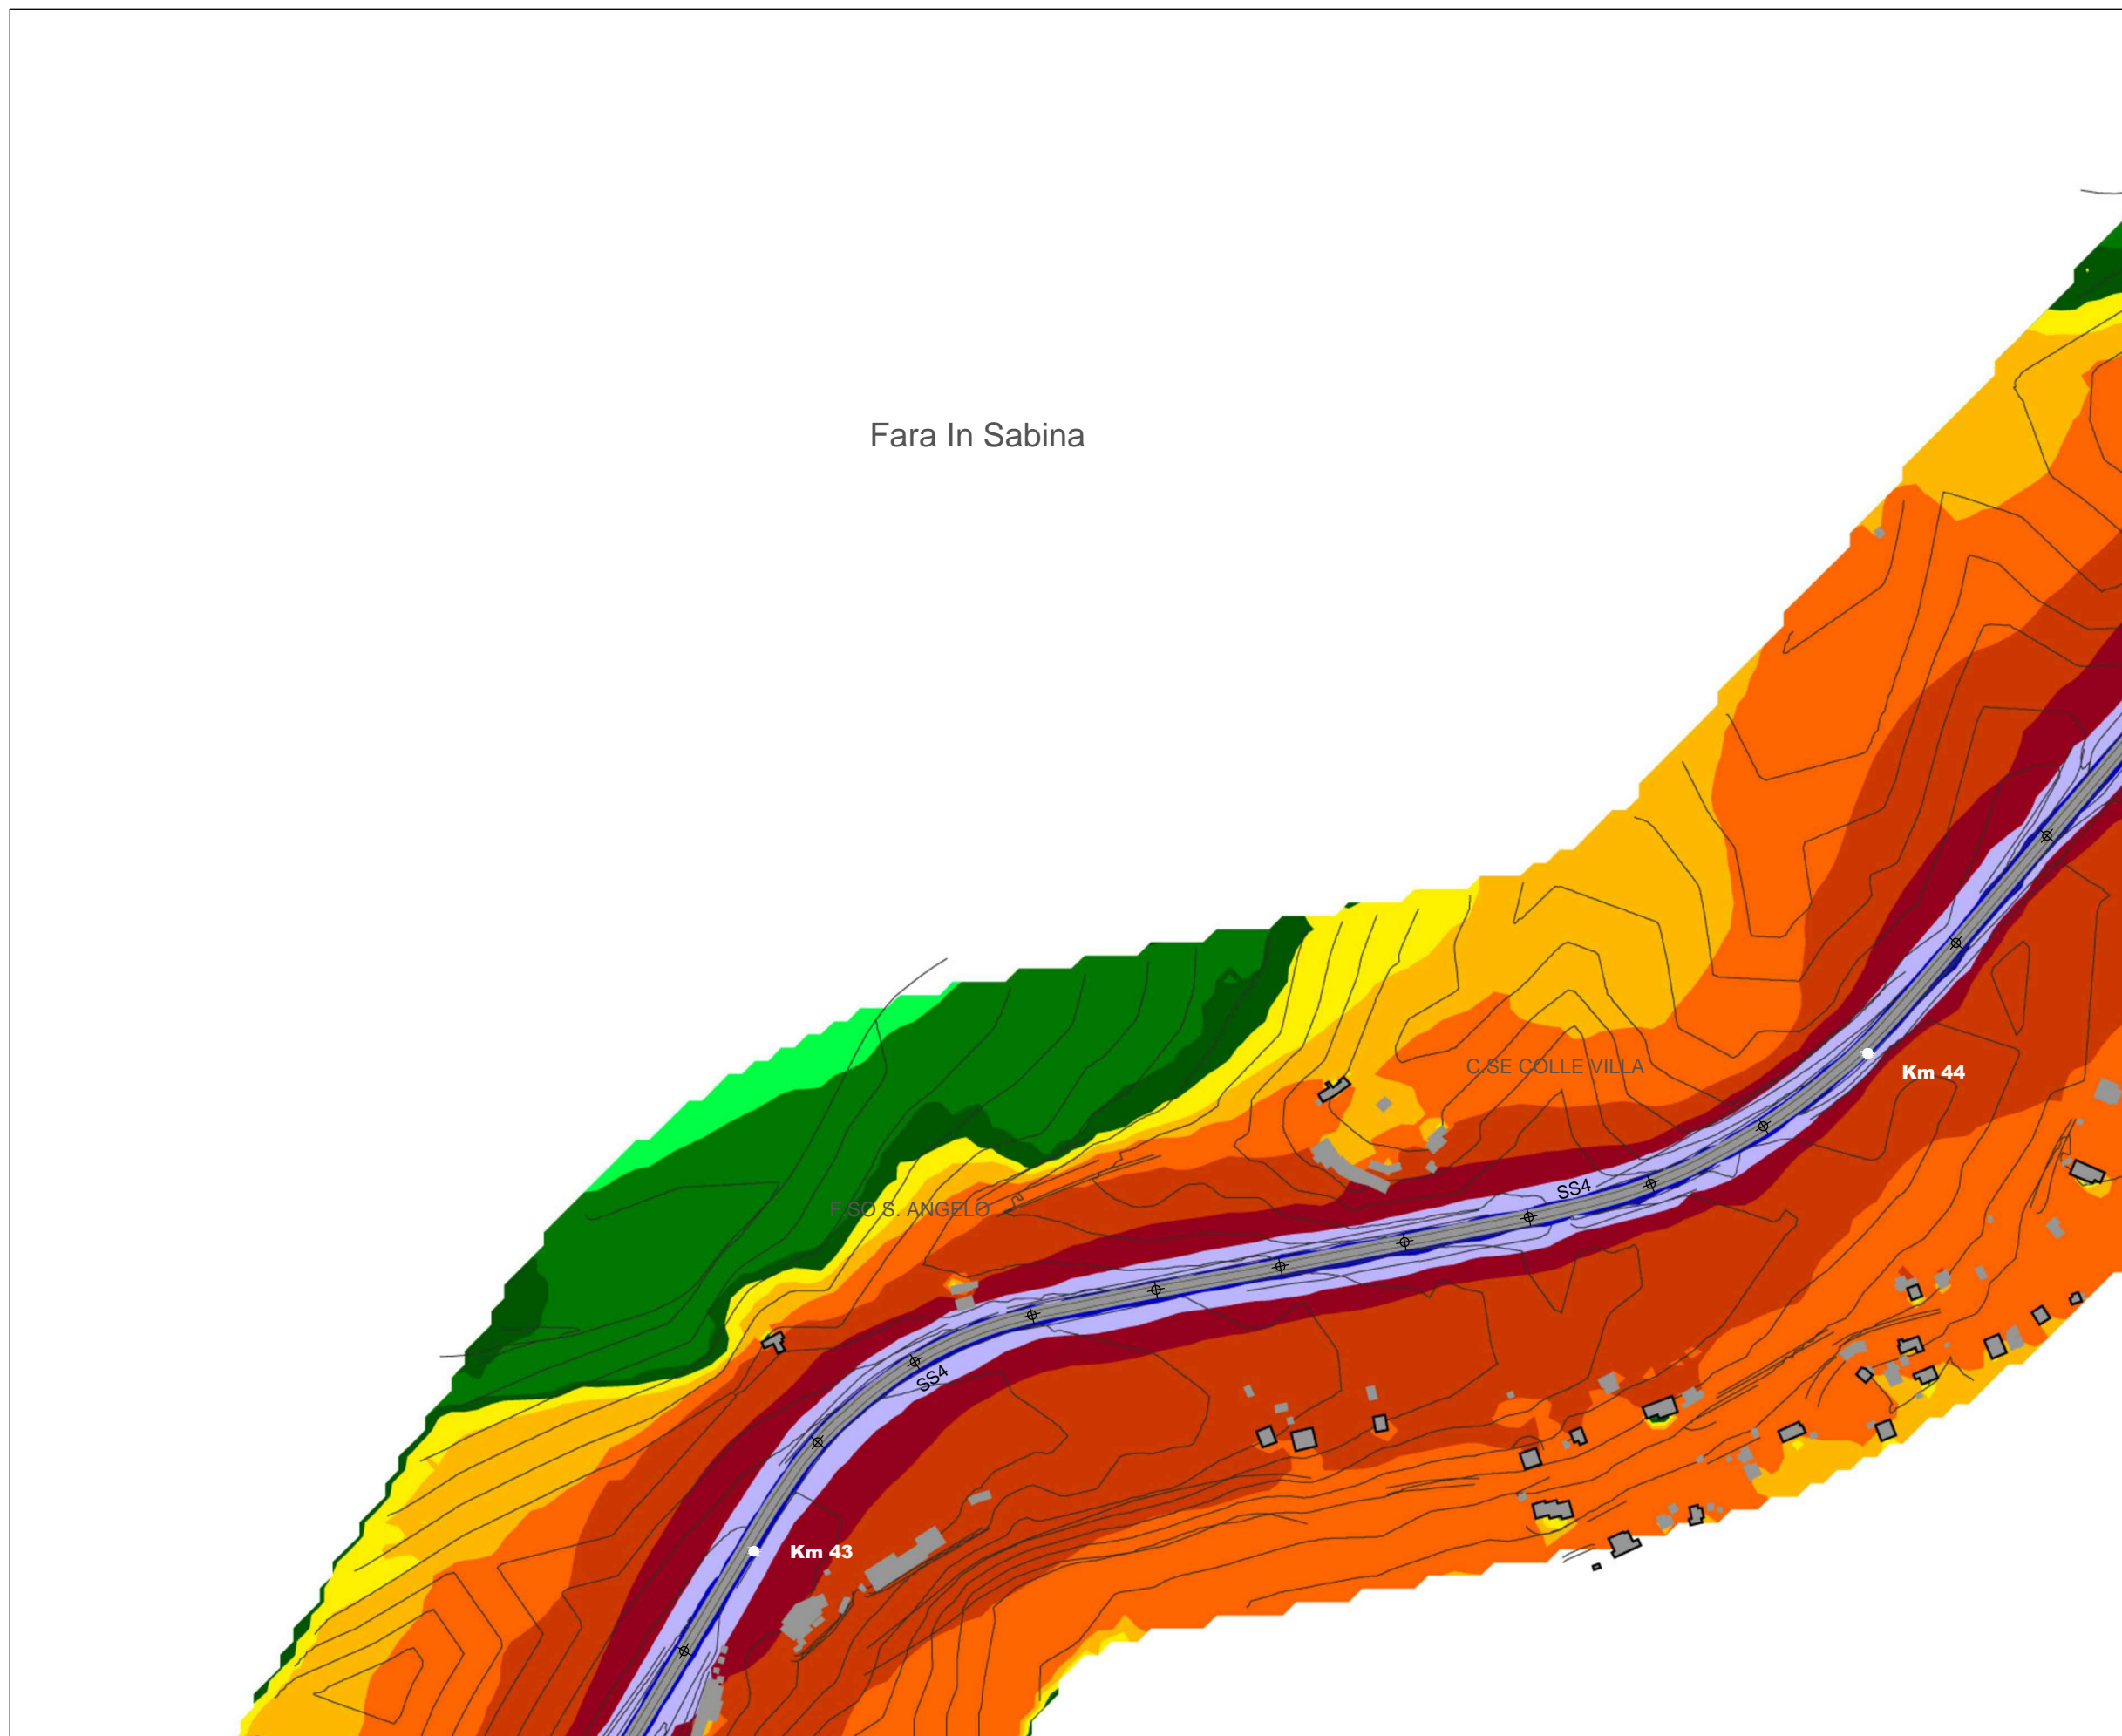 Fara In Sabina
C.SE COLLE VILLA
Km 44
SS4
F.SO S. ANGELO
SS4
Km 43